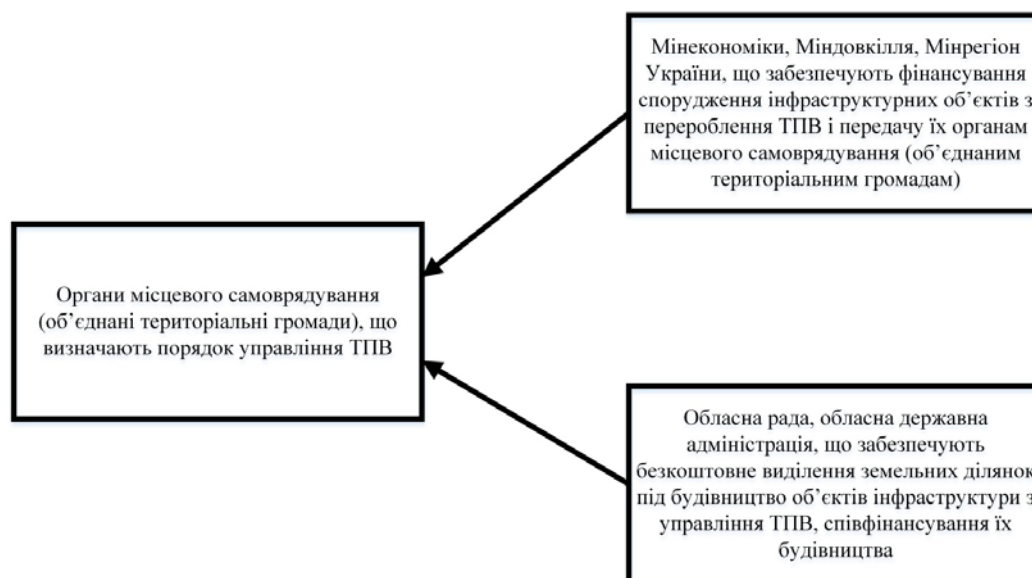 Мінекономіки, Міндовкілля, Мінрегіон
України, що забезпечують фінансування
спорудження інфраструктурних об’єктів з
перероблення ТПВ і передачу їх органам
місцевого самоврядування (об’єднаним
територіальним громадам)
Органи місцевого самоврядування
(об’єднані територіальні громади), що
визначають порядок управління ТПВ
Обласна рада, обласна державна
адміністрація, що забезпечують
безкоштовне виділення земельних ділянок
під будівництво об’єктів інфраструктури з
управління ТПВ, співфінансування їх
будівництва